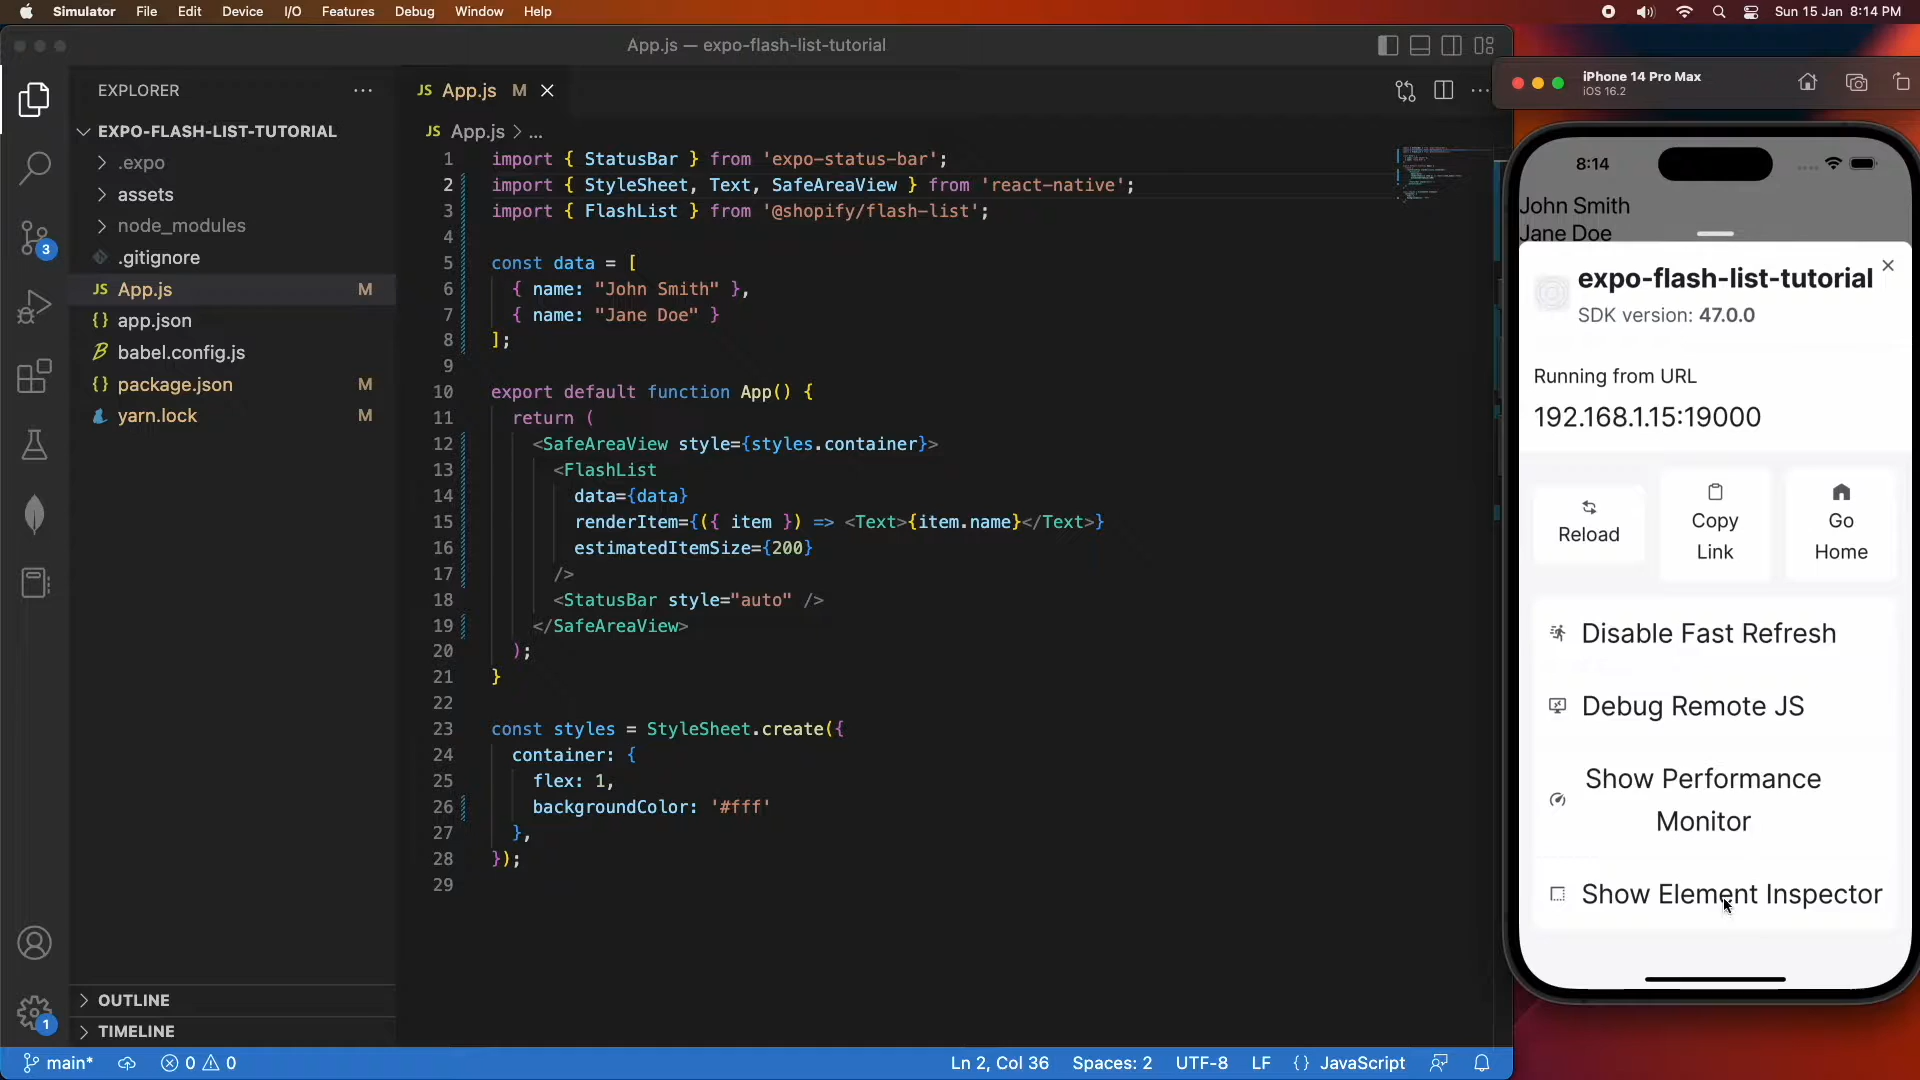 Simulator File Edit Device I/O Features Debug Window Help Sun 15 Jan 8:14 PM
App.js — expo-flash-list-tutorial
EXPLORER
EXPO-FLASH-LIST-TUTORIAL
.expo
assets
node_modules
.gitignore
JS App.js M
{} app.json
babel.config.js
{} package.json M
yarn.lock M
3
1
OUTLINE
TIMELINE
JS App.js M
JS App.js > ...
1 import { StatusBar } from 'expo-status-bar';
2 import { StyleSheet, Text, SafeAreaView } from 'react-native';
3 import { FlashList } from '@shopify/flash-list';
4
5 const data = [
6 { name: "John Smith" },
7 { name: "Jane Doe" }
8 ];
9
10 export default function App() {
11 return (
12 <SafeAreaView style={styles.container}>
13 <FlashList
14 data={data}
15 renderItem={({ item }) => <Text>{item.name}</Text>}
16 estimatedItemSize={200}
17 />
18 <StatusBar style="auto" />
19 </SafeAreaView>
20 );
21 }
22
23 const styles = StyleSheet.create({
24 container: {
25 flex: 1,
26 backgroundColor: '#fff'
27 },
28 });
29
main* 0 0 Ln 2, Col 36 Spaces: 2 UTF-8 LF {} JavaScript
iPhone 14 Pro Max
iOS 16.2
8:14
John Smith
Jane Doe
expo-flash-list-tutorial
SDK version: 47.0.0
Running from URL
192.168.1.15:19000
Reload
Copy
Link
Go
Home
Disable Fast Refresh
Debug Remote JS
Show Performance
Monitor
Show Element Inspector